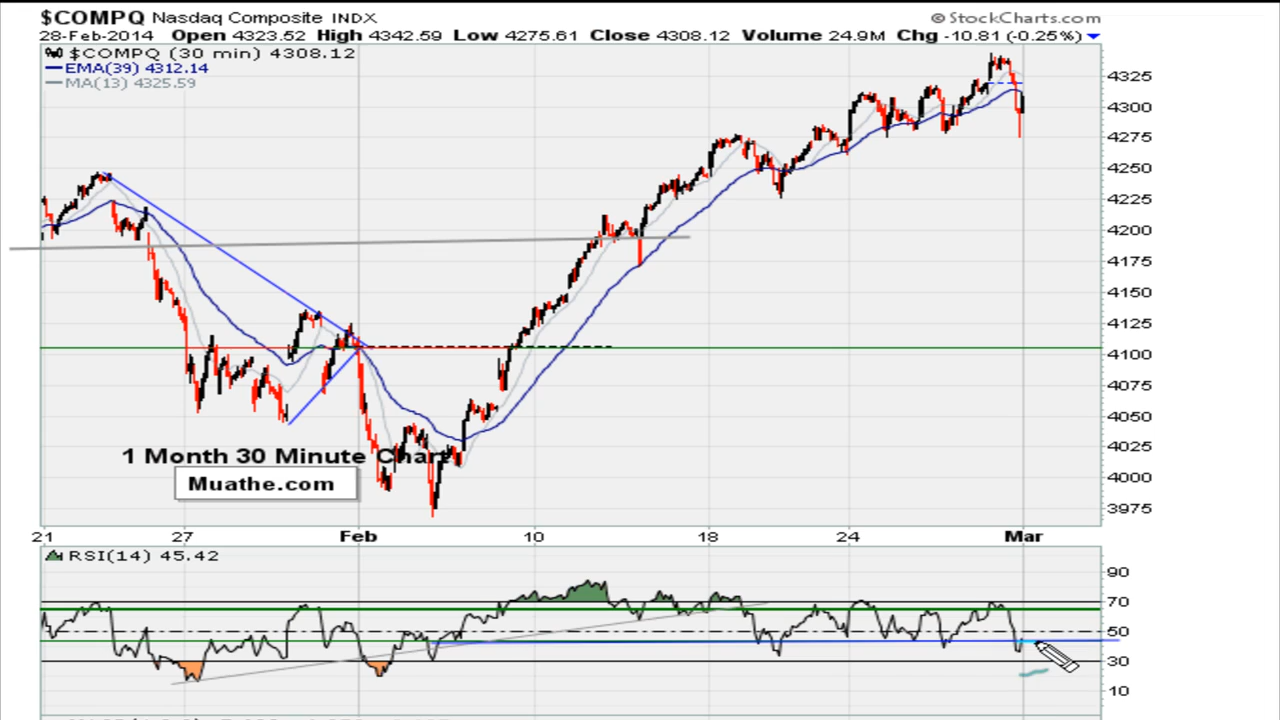 $COMPQ Nasdaq Composite INDX
© StockCharts.com
28-Feb-2014 Open 4323.52 High 4342.59 Low 4275.61 Close 4308.12 Volume 24.9M Chg -10.81 (-0.25%)
$COMPQ (30 min) 4308.12
EMA(39) 4312.14
MA(13) 4325.59
4325
4300
4275
4250
4225
4200
4175
4150
4125
4100
4075
4050
4025
4000
3975
1 Month 30 Minute Chart
Muathe.com
21 27 Feb 10 18 24 Mar
RSI(14) 45.42
90
70
50
30
10